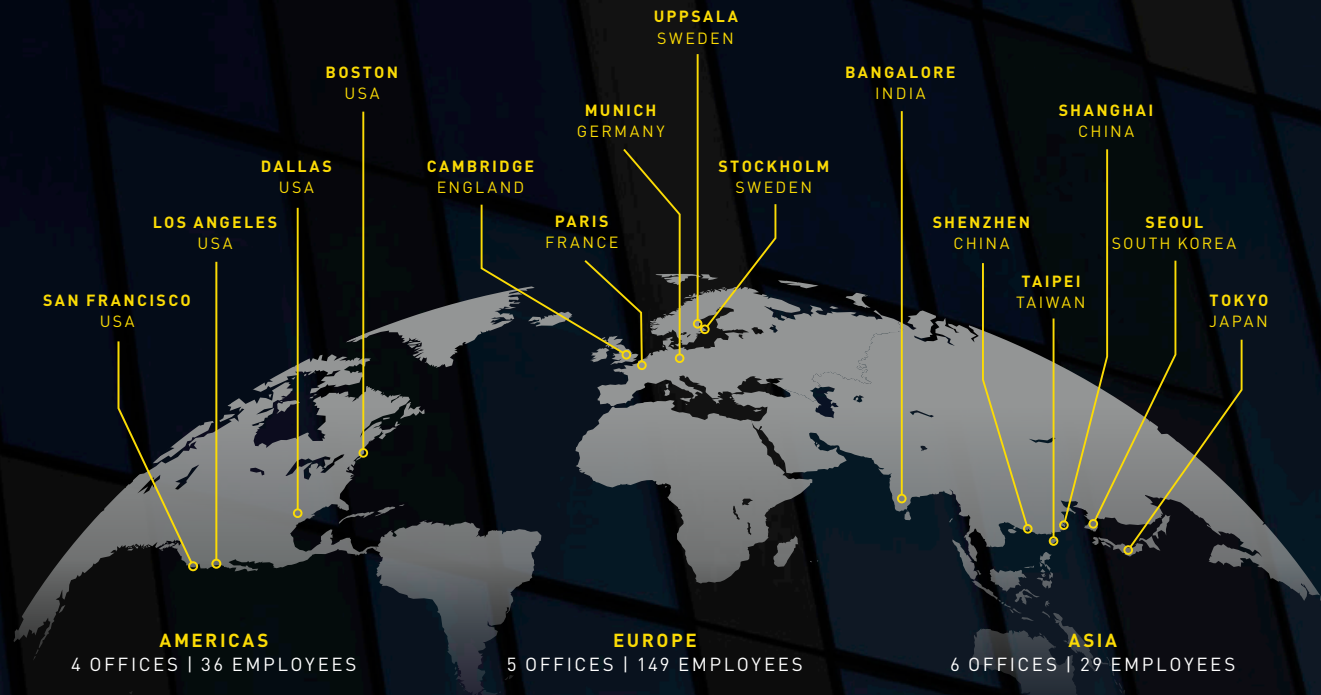 UPPSALA
SWEDEN
BOSTON
USA
BANGALORE
INDIA
MUNICH
GERMANY
SHANGHAI
CHINA
DALLAS
USA
CAMBRIDGE
ENGLAND
STOCKHOLM
SWEDEN
LOS ANGELES
USA
PARIS
FRANCE
SHENZHEN
CHINA
SEOUL
SOUTH KOREA
TAIPEI
TAIWAN
SAN FRANCISCO
USA
TOKYO
JAPAN
AMERICAS
4 OFFICES | 36 EMPLOYEES
EUROPE
5 OFFICES | 149 EMPLOYEES
ASIA
6 OFFICES | 29 EMPLOYEES